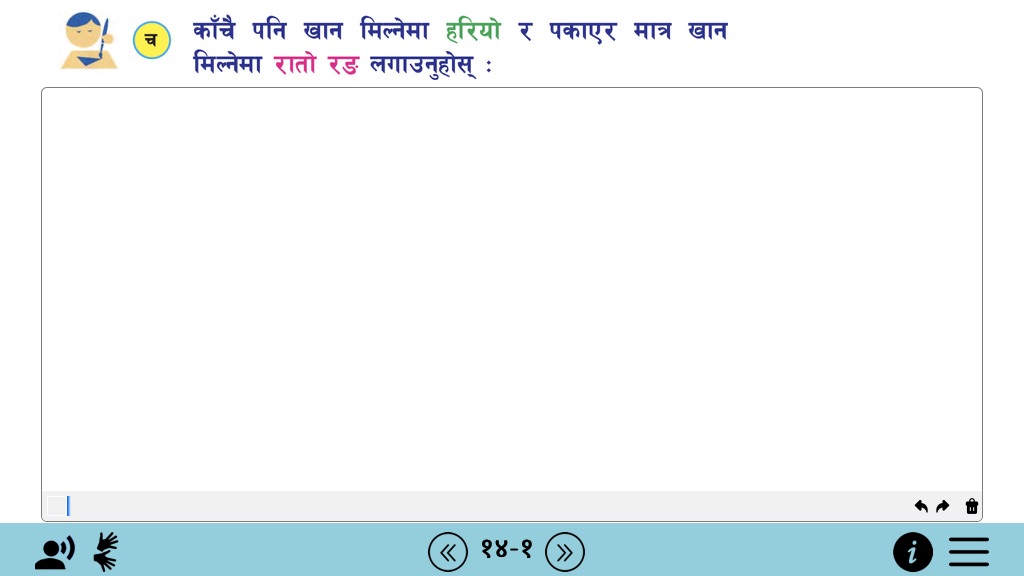 च
काँचै पनि खान मिल्नेमा हरियो र पकाएर मात्र खान
मिल्नेमा रातो रङ लगाउनुहोस् :
१४-१